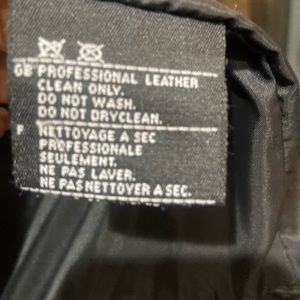 GB PROFESSIONAL LEATHER
CLEAN ONLY.
DO NOT WASH.
DO NOT DRYCLEAN.
F NETTOYAGE A SEC
PROFESSIONALE
SEULEMENT.
NE PAS LAVER.
NE PAS NETTOYER A SEC.